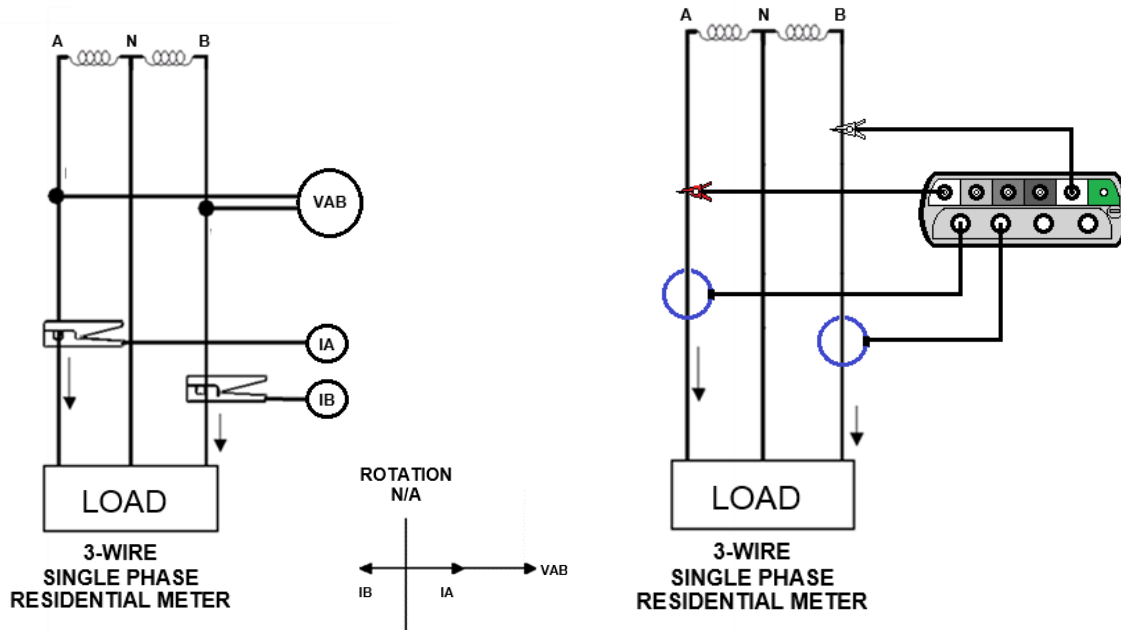 A N B
VAB
IA
IB
LOAD
3-WIRE
SINGLE PHASE
RESIDENTIAL METER
ROTATION
N/A
VAB
IB IA
A N B
LOAD
3-WIRE
SINGLE PHASE
RESIDENTIAL METER